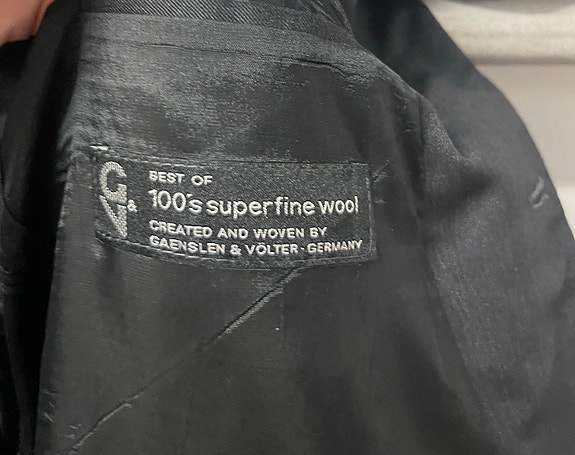 G&V
BEST OF
100's superfine wool
CREATED AND WOVEN BY
GAENSLEN & VÖLTER - GERMANY